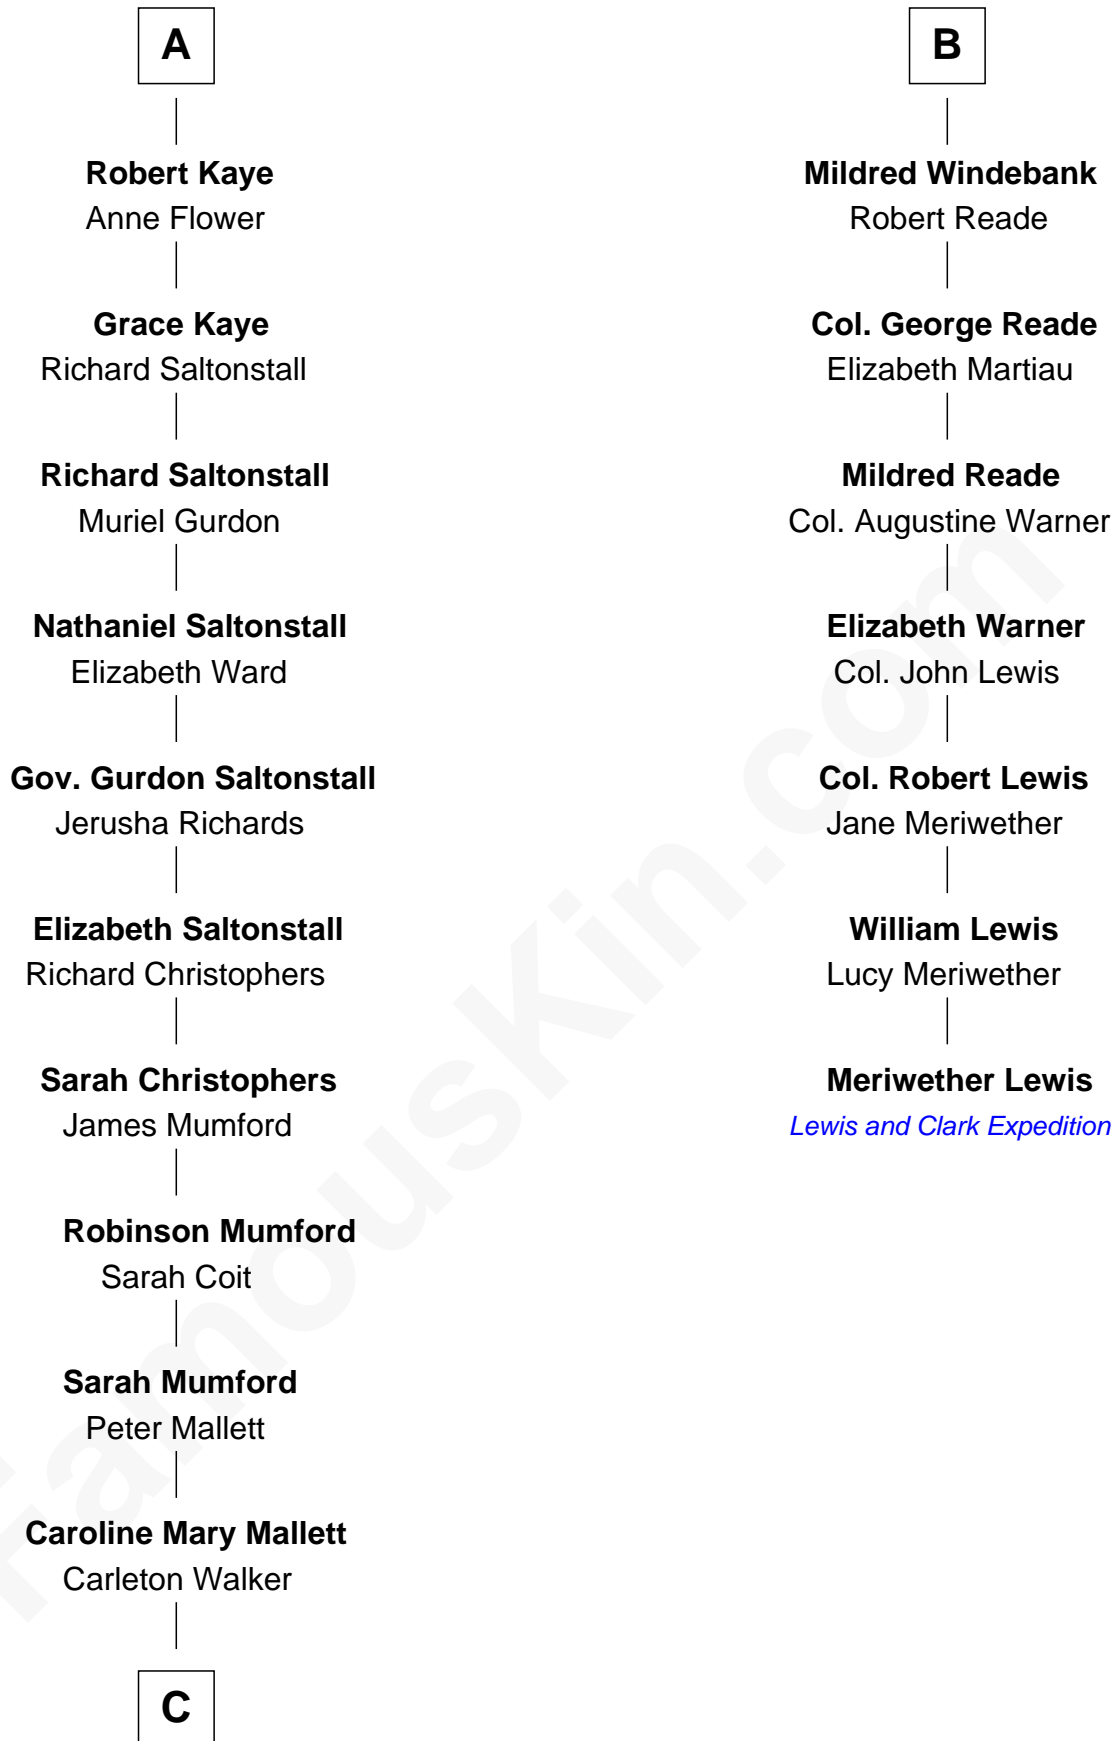 A
Robert Kaye
Anne Flower
Grace Kaye
Richard Saltonstall
Richard Saltonstall
Muriel Gurdon
Nathaniel Saltonstall
Elizabeth Ward
Gov. Gurdon Saltonstall
Jerusha Richards
Elizabeth Saltonstall
Richard Christophers
Sarah Christophers
James Mumford
Robinson Mumford
Sarah Coit
Sarah Mumford
Peter Mallett
Caroline Mary Mallett
Carleton Walker
C
B
Mildred Windebank
Robert Reade
Col. George Reade
Elizabeth Martiau
Mildred Reade
Col. Augustine Warner
Elizabeth Warner
Col. John Lewis
Col. Robert Lewis
Jane Meriwether
William Lewis
Lucy Meriwether
Meriwether Lewis
Lewis and Clark Expedition
FamousKin.com